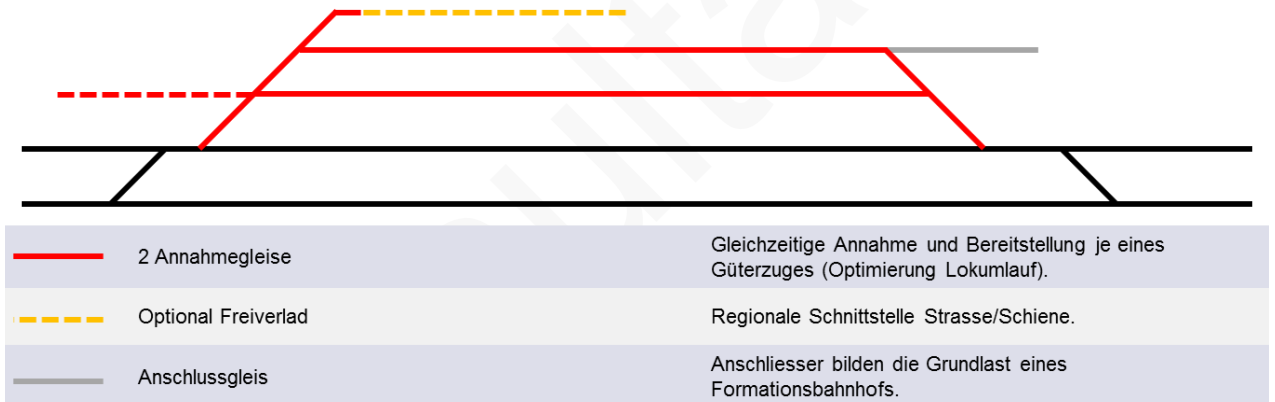 2 Annahmegleise
Gleichzeitige Annahme und Bereitstellung je eines
Güterzuges (Optimierung Lokumlauf).
Optional Freiverlad
Regionale Schnittstelle Strasse/Schiene.
Anschlussgleis
Anschliesser bilden die Grundlast eines
Formationsbahnhofs.